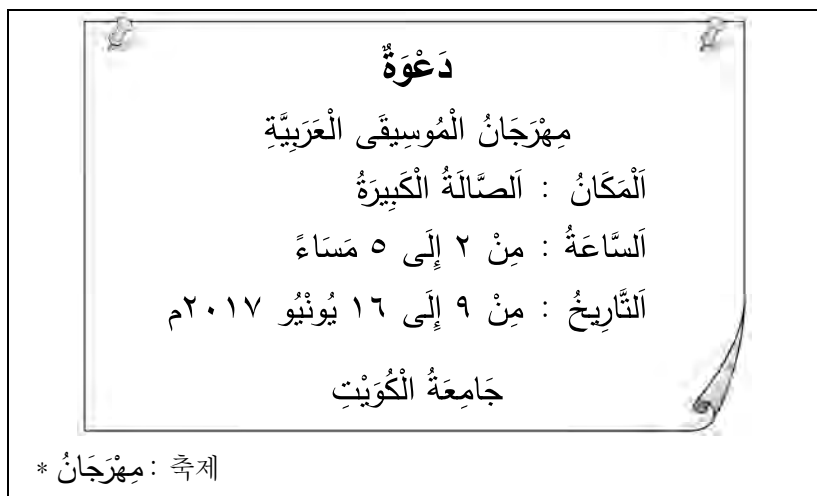 دَعْوَةٌ
مِهْرَجَانُ الْمُوسِيقَى الْعَرَبِيَّةِ
اَلْمَكَانُ : اَلصَّالَةُ الْكَبِيرَةُ
اَلسَّاعَةُ : مِنْ ٢ إِلَى ٥ مَسَاءً
اَلتَّارِيخُ : مِنْ ٩ إِلَى ١٦ يُونْيُو ٢٠١٧م
جَامِعَةُ الْكُوَيْتِ
* مِهْرَجَانُ : 축제